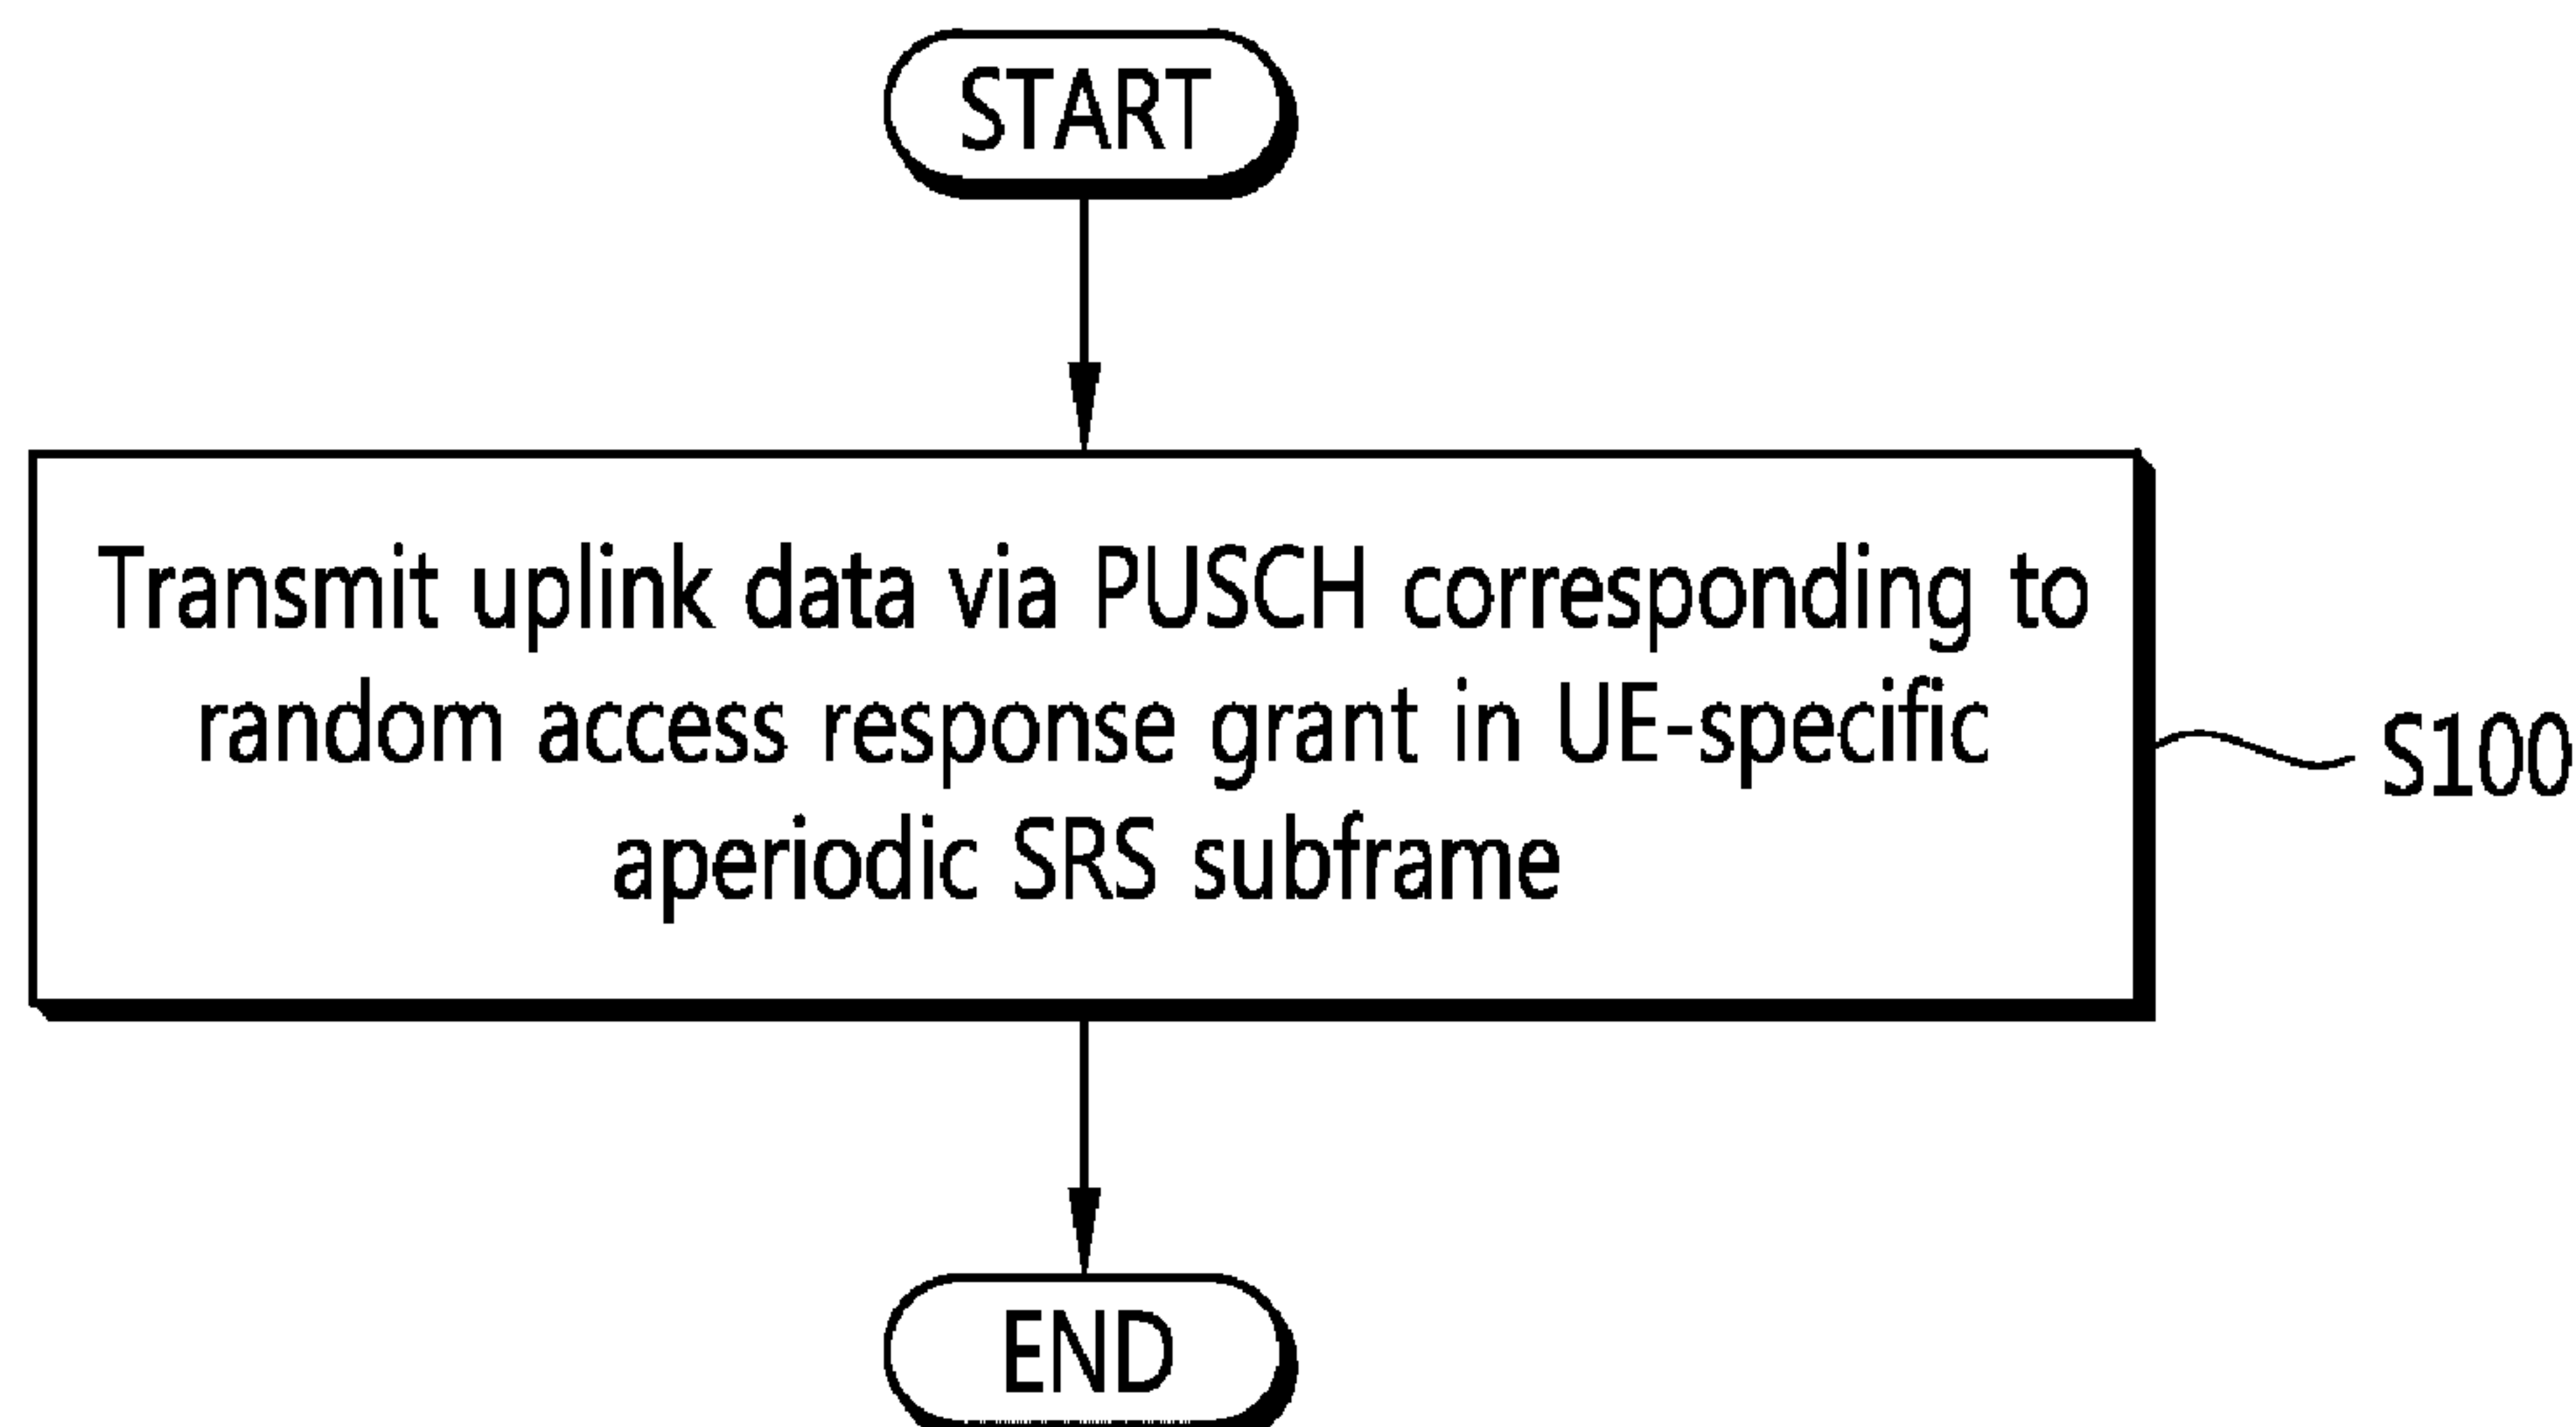 START
Transmit uplink data via PUSCH corresponding to
random access response grant in UE-specific
aperiodic SRS subframe
S100
END